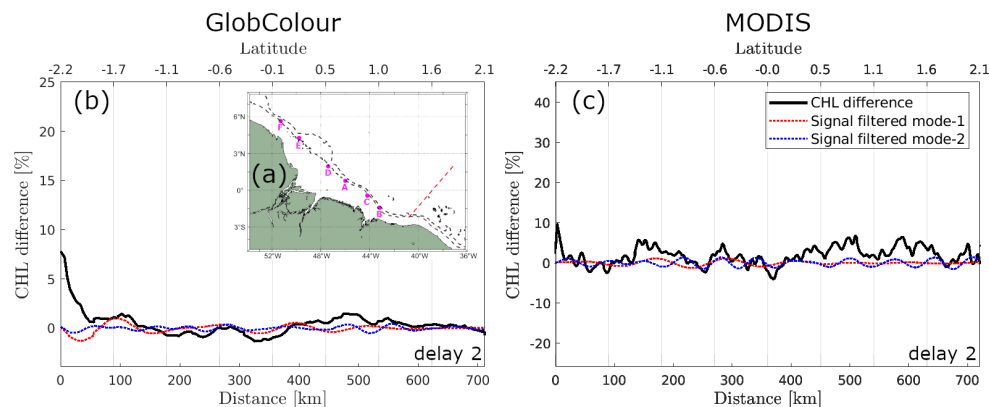 GlobColour
MODIS
Latitude
Latitude
-2.2 -1.7 -1.1 -0.6 -0.1 0.5 1.0 1.6 2.1
-2.2 -1.7 -1.2 -0.6 -0.0 0.4 1.0 1.6 2.1
(b)
(c)
(a)
25
20
15
10
5
0
CHL difference [%]
6°N
3°N
0°
3°S
52°W 48°W 44°W 40°W 36°W
F
E
D
A
C
B
delay 2
0 100 200 300 400 500 600 700
Distance [km]
40
30
20
10
0
-10
-20
CHL difference [%]
CHL difference
Signal filtered mode-1
Signal filtered mode-2
delay 2
0 100 200 300 400 500 600 700
Distance [km]